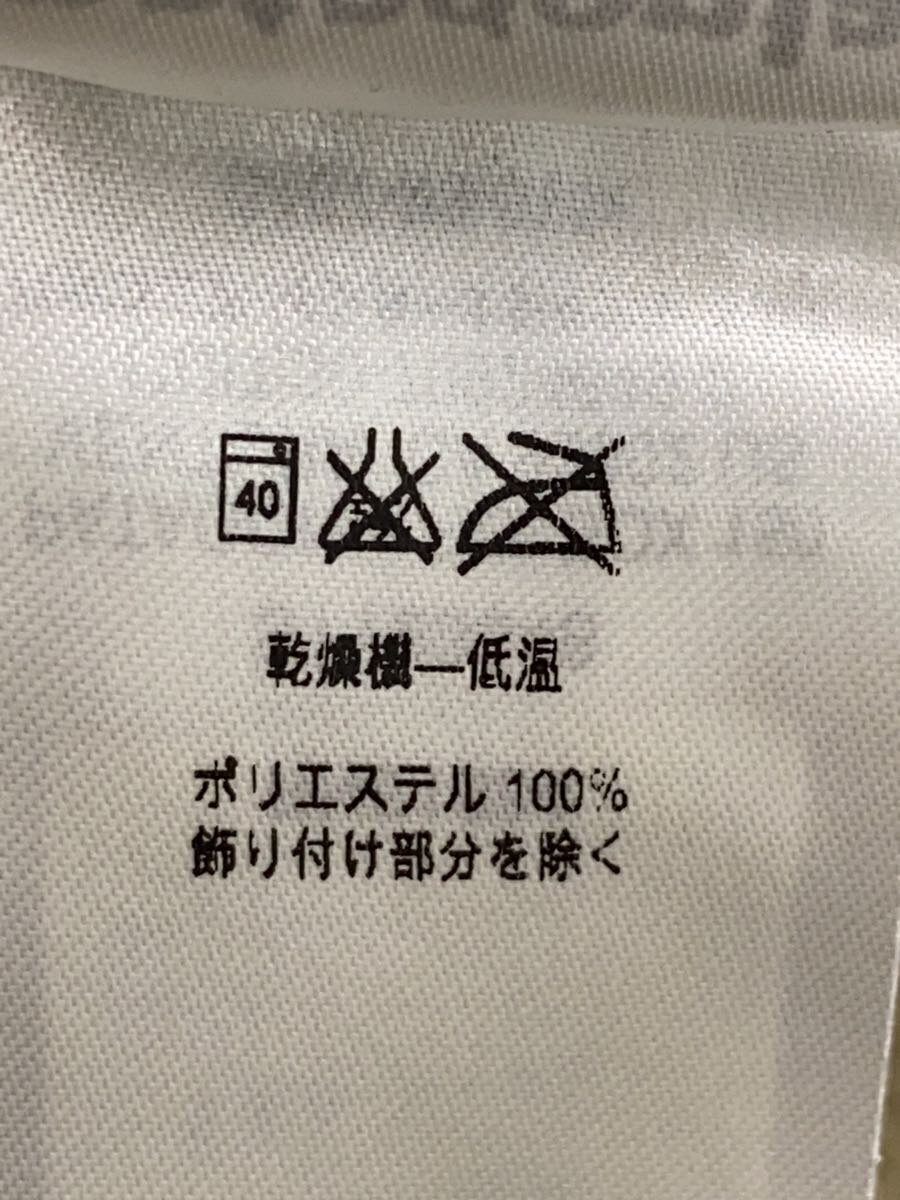 40
乾燥機—低温
ポリエステル 100%
飾り付け部分を除く